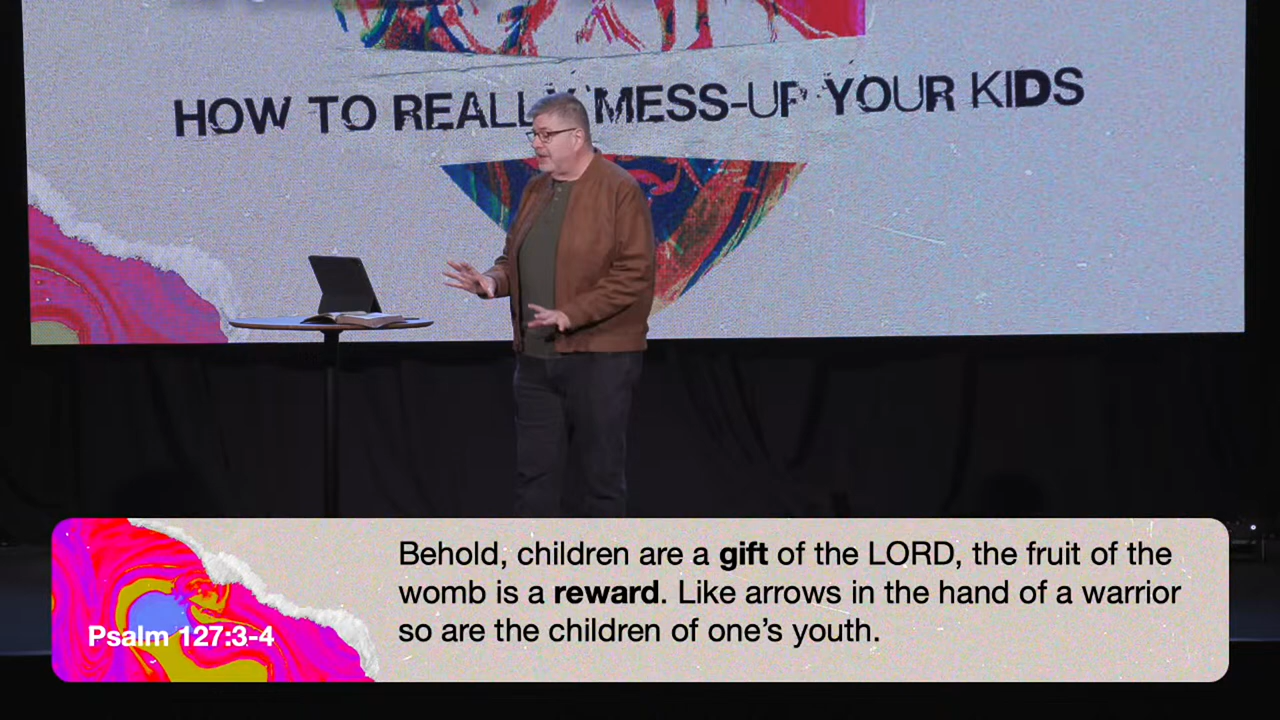 HOW TO REALLY MESS-UP YOUR KIDS
Behold, children are a gift of the LORD, the fruit of the
womb is a reward. Like arrows in the hand of a warrior
so are the children of one's youth.
Psalm 127:3-4